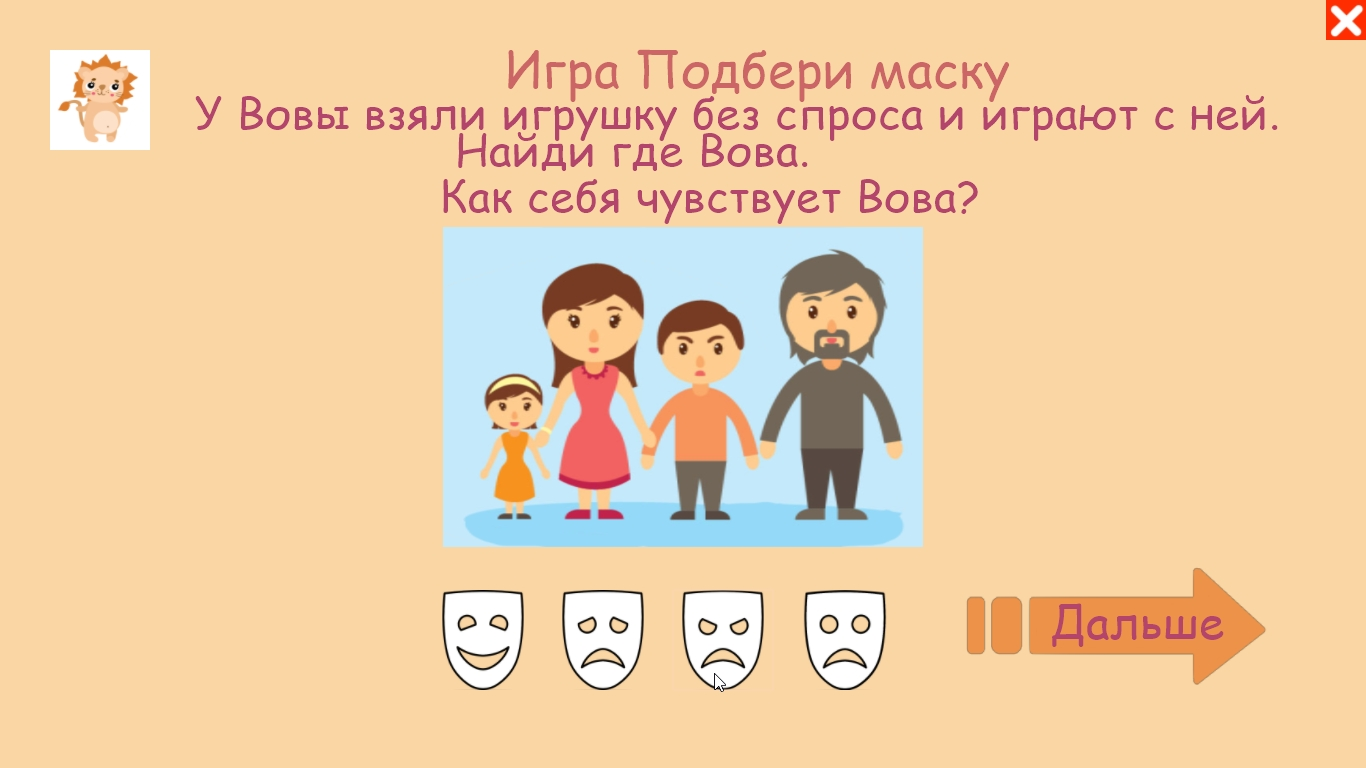 Игра Подбери маску
У Вовы взяли игрушку без спроса и играют с ней.
Найди где Вова.
Как себя чувствует Вова?
Дальше